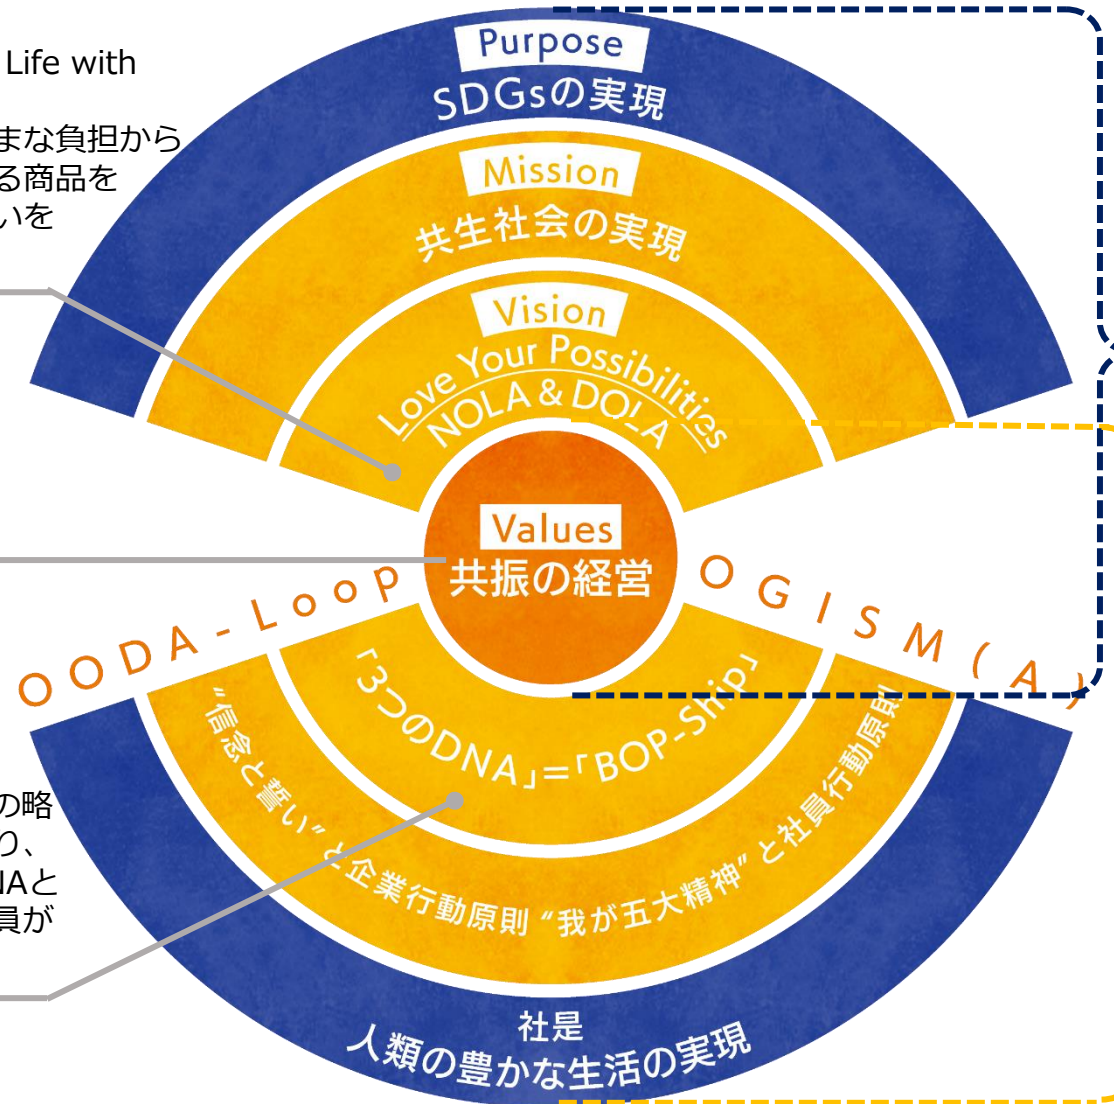 Life with
まな負担から
る商品を
いを
Purpose
SDGsの実現
Mission
共生社会の実現
Vision
Love Your Possibilities
NOLA & DOLA
Values
共振の経営
OODA-Loop
OGISM(A)
「3つのDNA」=「BOP-Ship」
"信念と誓い"と企業行動原則 "我が五大精神"と社員行動原則
の略
り、
NAと
員が
社是
人類の豊かな生活の実現